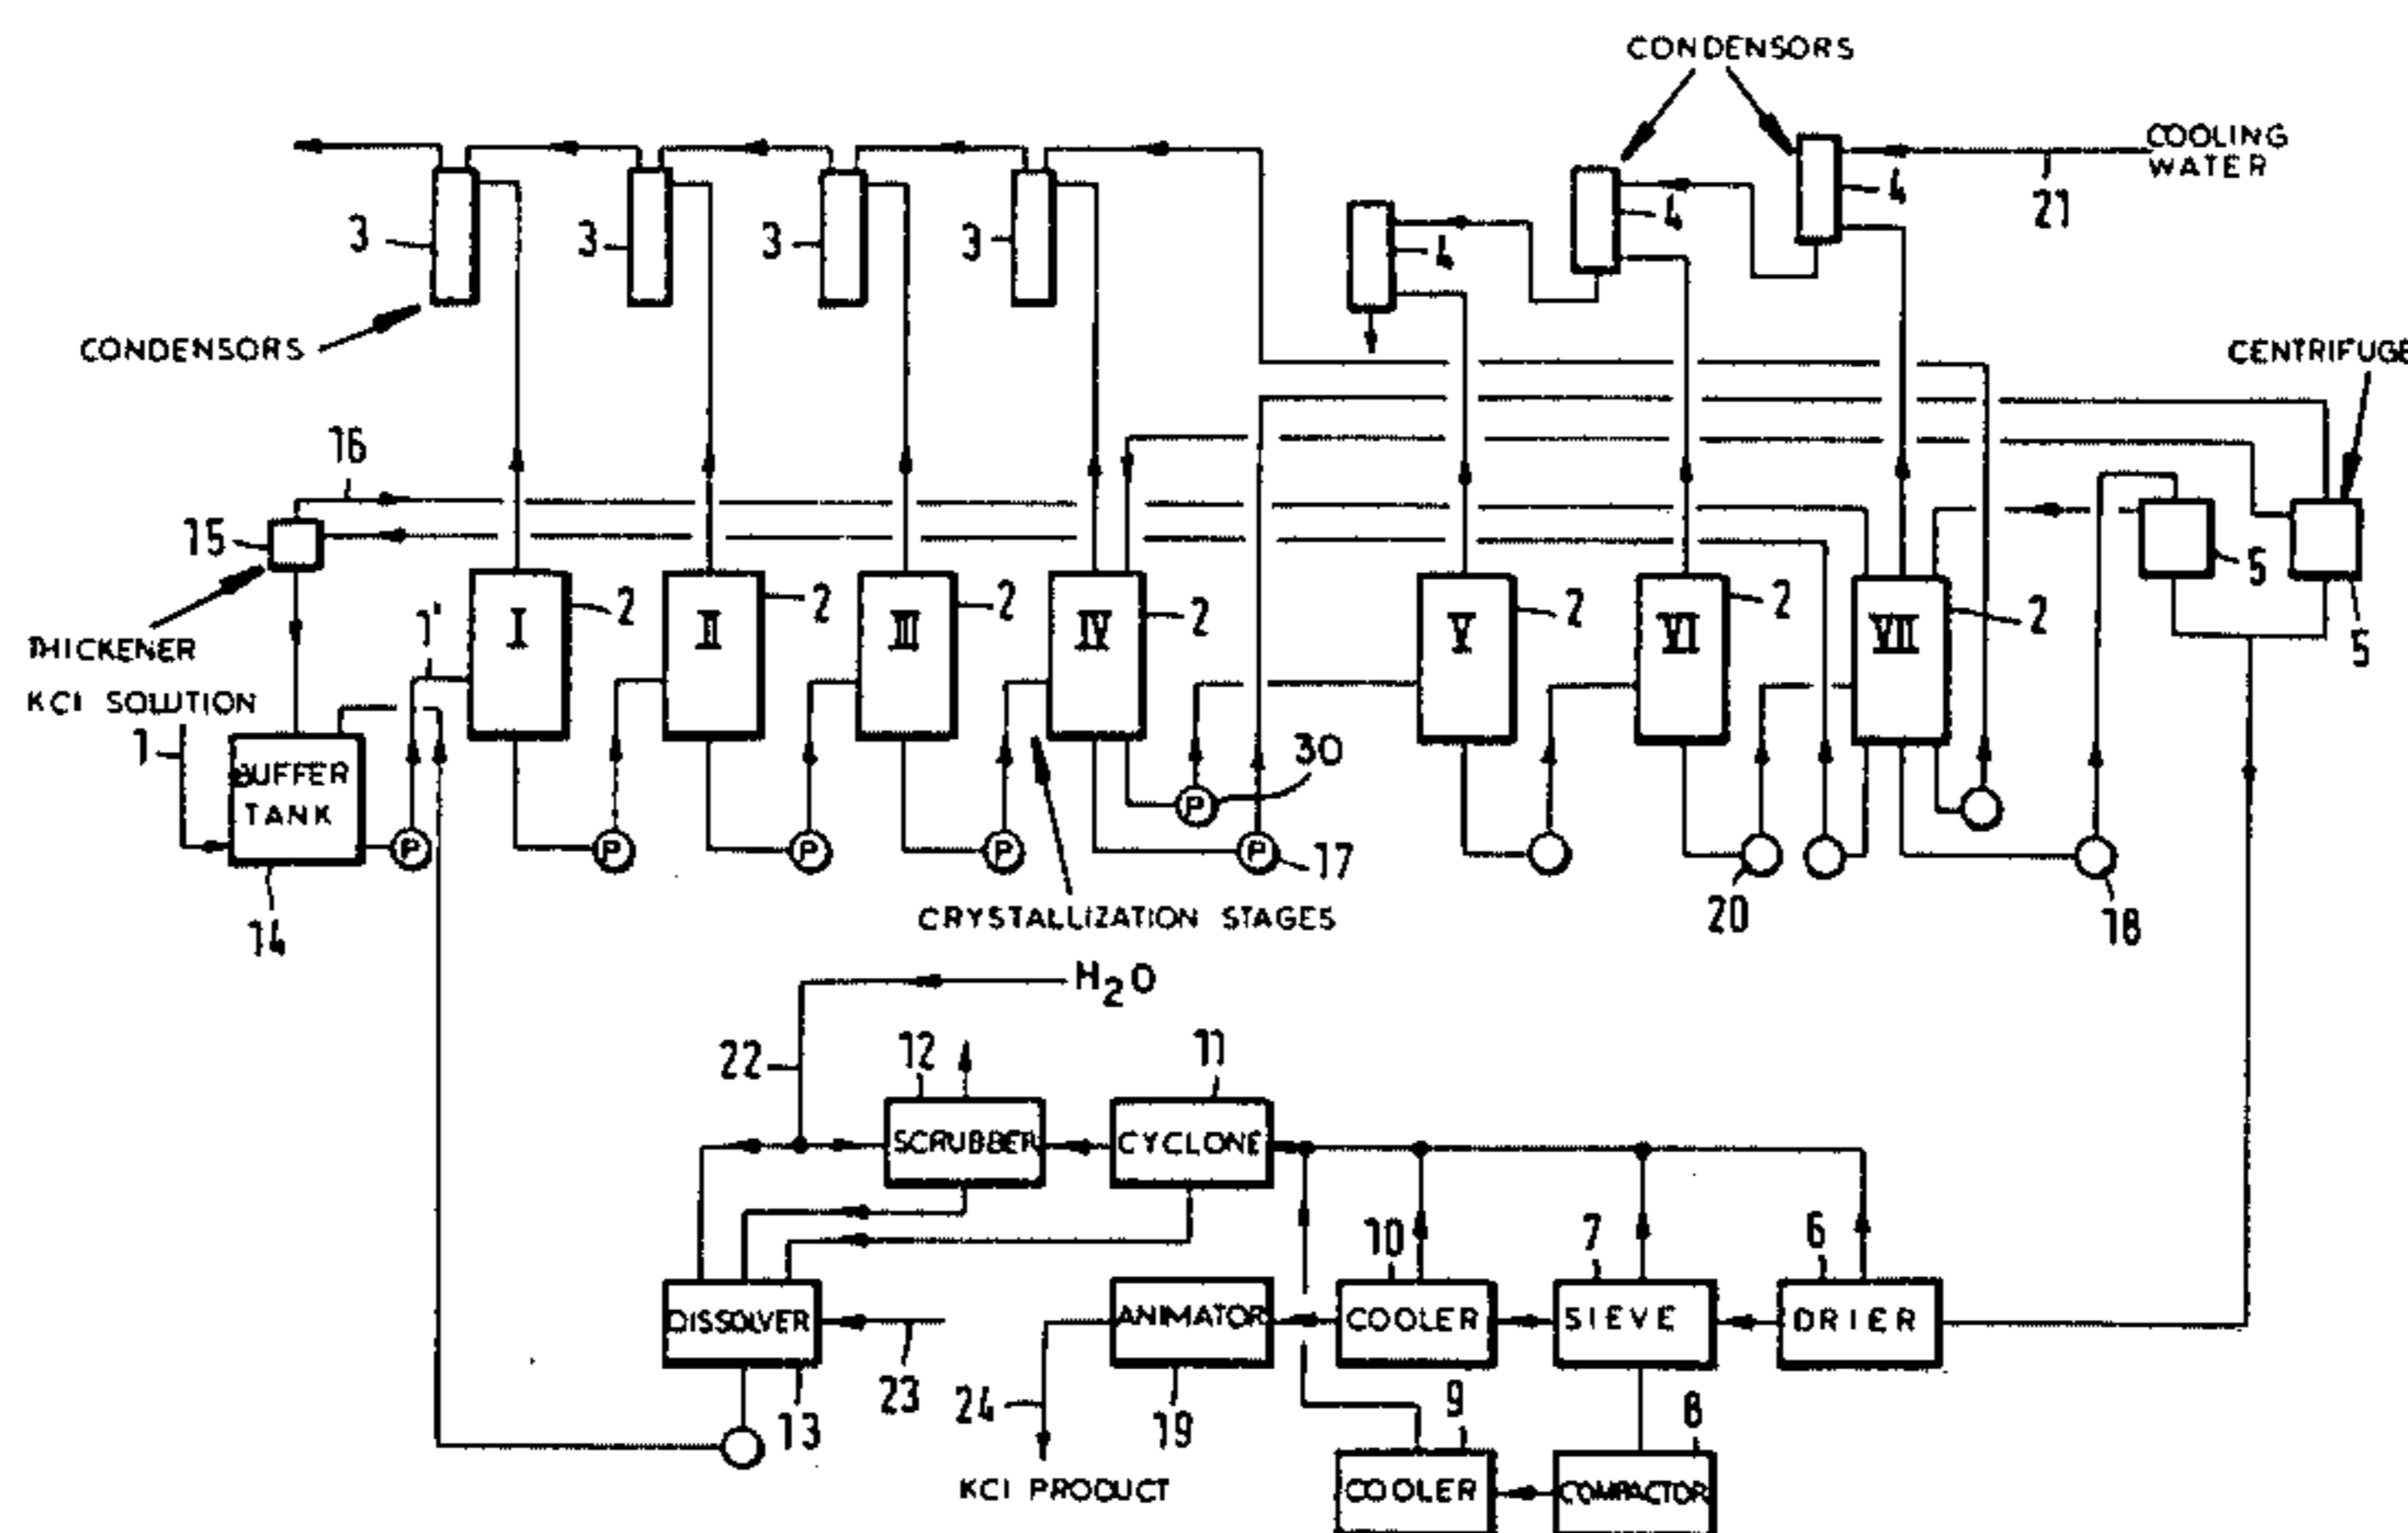 CONDENSORS
COOLING
WATER
21
3
3
3
3
4
4
4
CONDENSORS
CENTRIFUGE
16
15
5
5
THICKENER
1'
I
2
II
2
III
2
IV
2
V
2
VI
2
VII
2
KCl SOLUTION
1
BUFFER
TANK
14
P
P
P
P
P
30
P
17
20
18
CRYSTALLIZATION STAGES
H2O
22
12
11
SCRUBBER
CYCLONE
10
7
6
DISSOLVER
ANIMATOR
COOLER
SIEVE
DRIER
13
23
24
19
9
8
KCl PRODUCT
COOLER
COMPACTOR